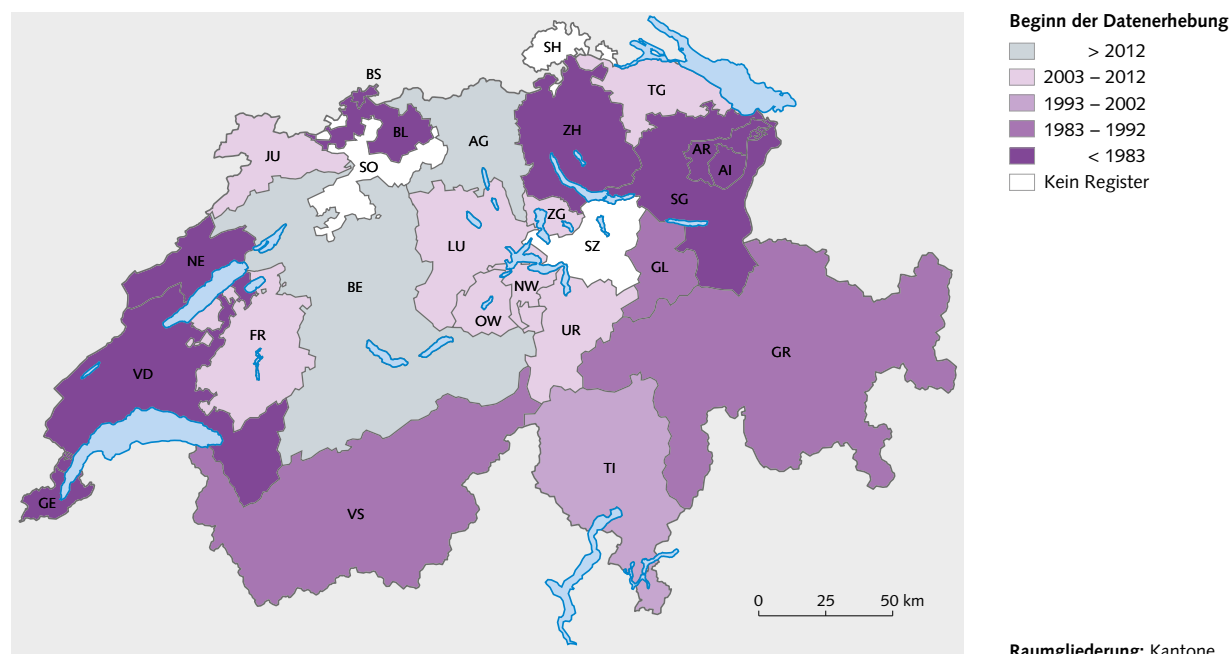 Beginn der Datenerhebung
> 2012
2003 – 2012
1993 – 2002
1983 – 1992
< 1983
Kein Register
SH
BS
TG
BL
ZH
AG
JU
SO
AR
AI
SG
ZG
LU
SZ
NE
GL
BE
NW
OW
UR
FR
GR
VD
TI
GE
VS
0 25 50 km
Raumgliederung: Kantone